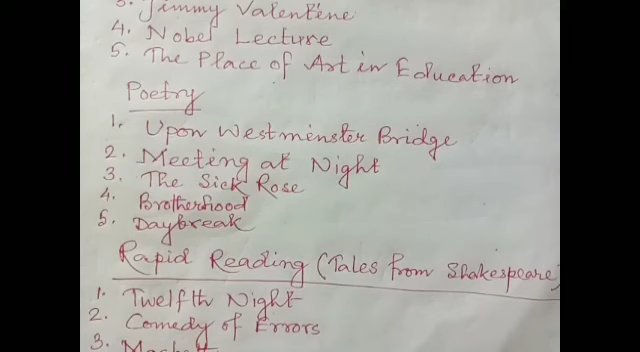 3. Jimmy Valentine
4. Nobel Lecture
5. The Place of Art in Education
Poetry
1. Upon Westminster Bridge
2. Meeting at Night
3. The Sick Rose
4. Brotherhood
5. Daybreak
Rapid Reading (Tales from Shakespeare)
1. Twelfth Night
2. Comedy of Errors
3.